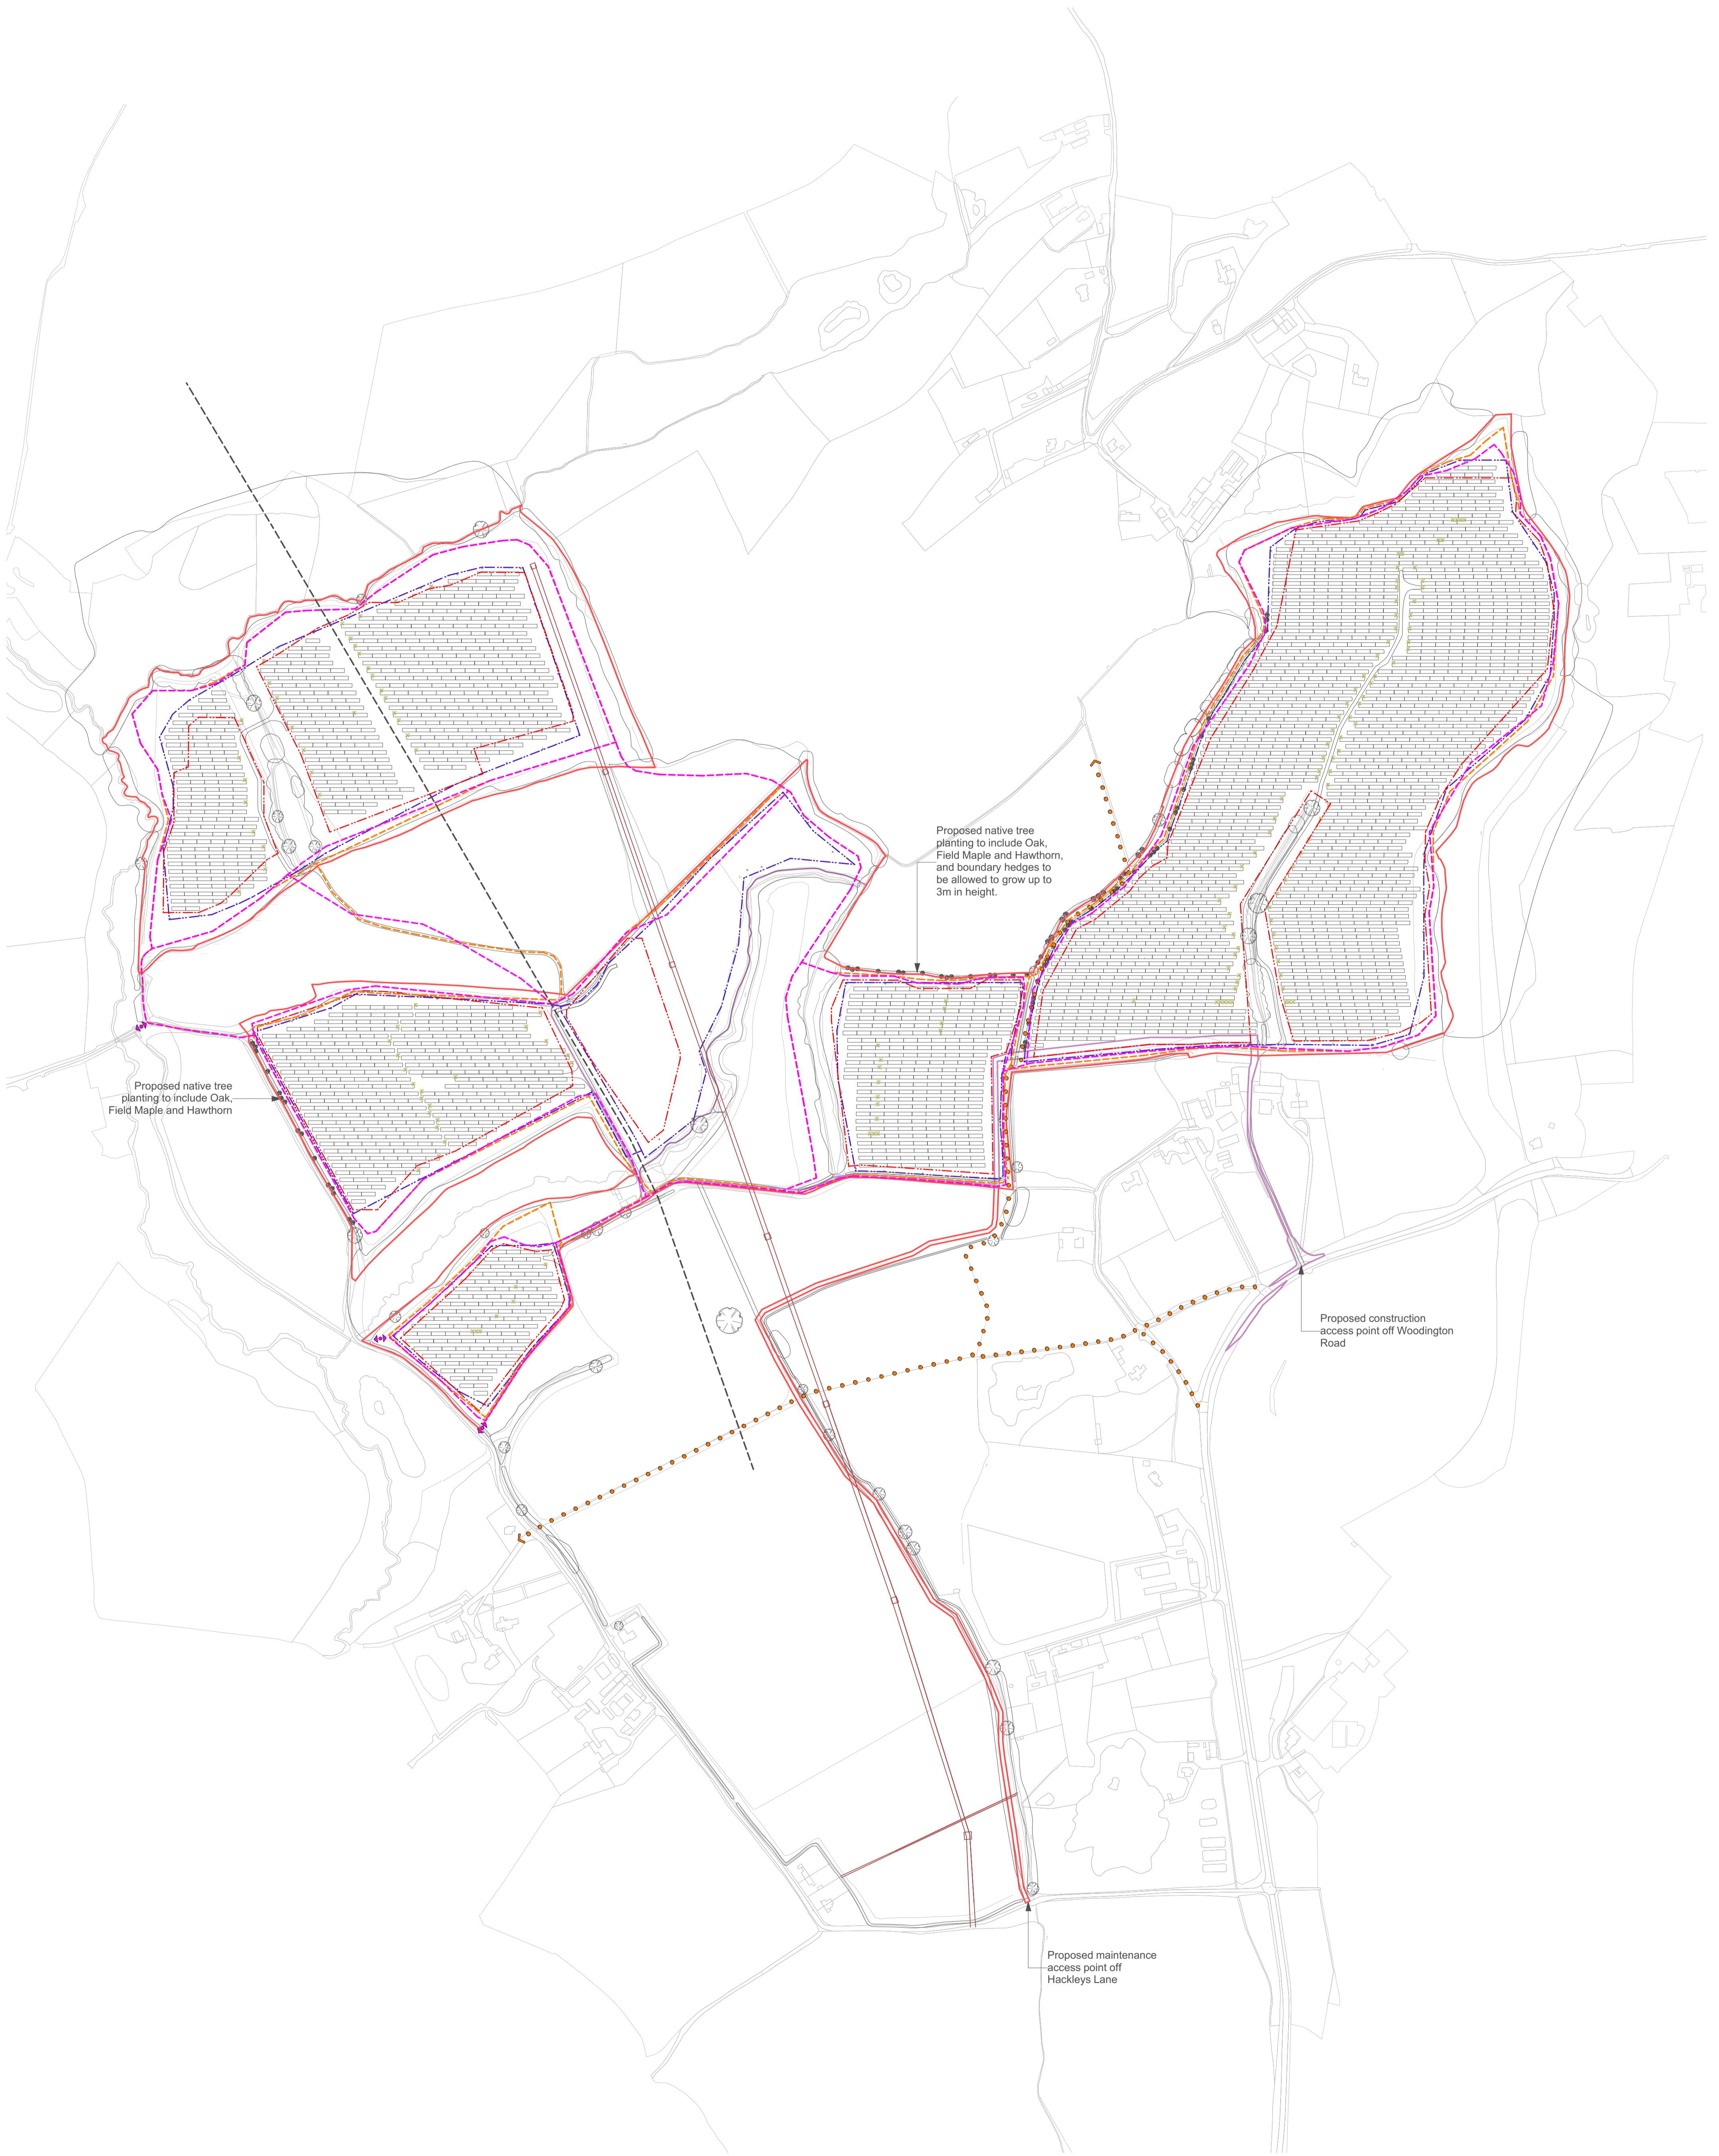 Proposed native tree
planting to include Oak,
Field Maple and Hawthorn,
and boundary hedges to
be allowed to grow up to
3m in height.
Proposed native tree
planting to include Oak,
Field Maple and Hawthorn
Proposed construction
access point off Woodington
Road
Proposed maintenance
access point off
Hackleys Lane